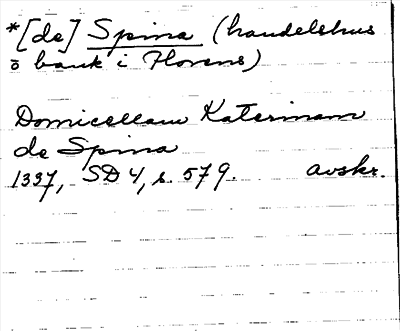 *[de] Spina (handelshus
o bank i Florens)
Domicellam Katerinam
de Spina
1337, SD 4, s. 579. avskr.